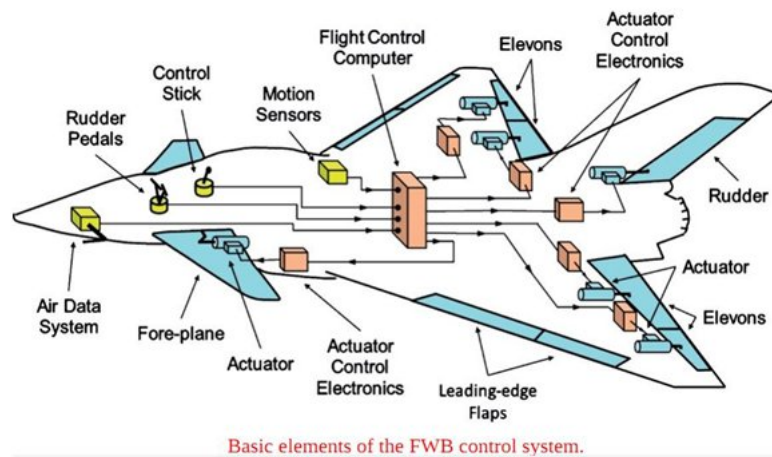 Flight Control
Computer
Elevons
Actuator
Control
Electronics
Control
Stick
Motion
Sensors
Rudder
Pedals
Rudder
Air Data
System
Fore-plane
Actuator
Actuator
Control
Electronics
Leading-edge
Flaps
Actuator
Elevons
Basic elements of the FWB control system.